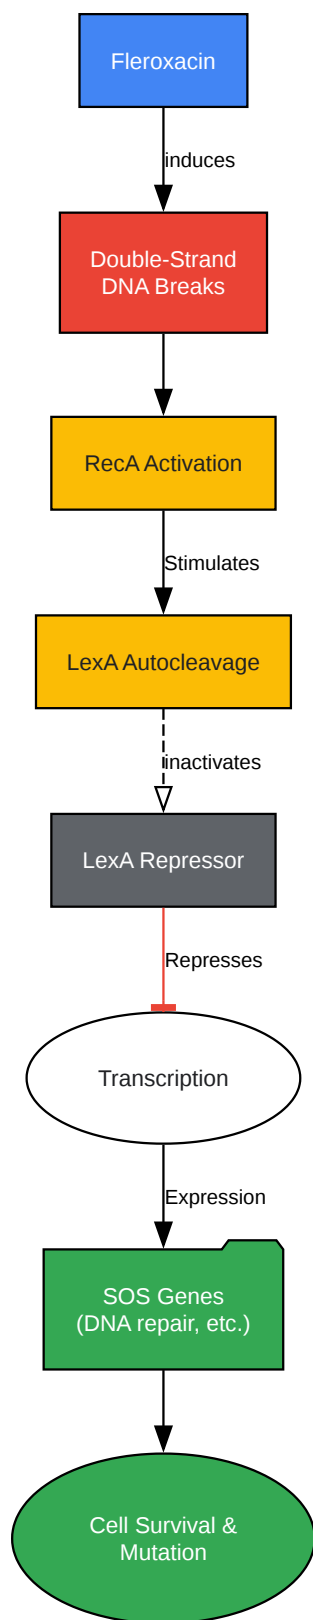 Fleroxacin
induces
Double-Strand
DNA Breaks
RecA Activation
Stimulates
LexA Autocleavage
inactivates
LexA Repressor
Represses
Transcription
Expression
SOS Genes
(DNA repair, etc.)
Cell Survival &
Mutation